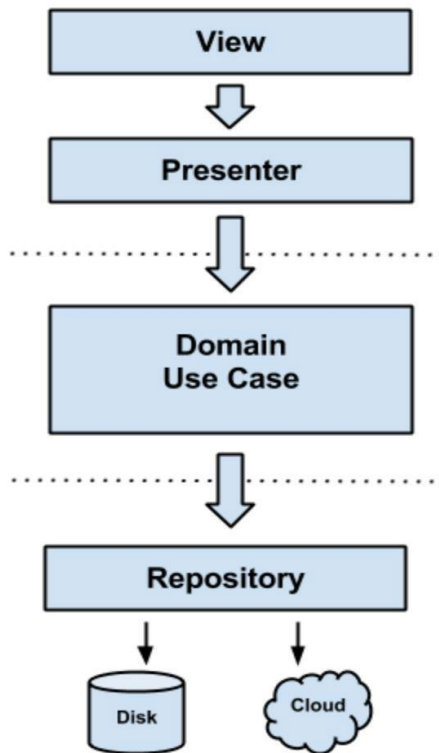 View
Presenter
Domain
Use Case
Repository
Disk
Cloud